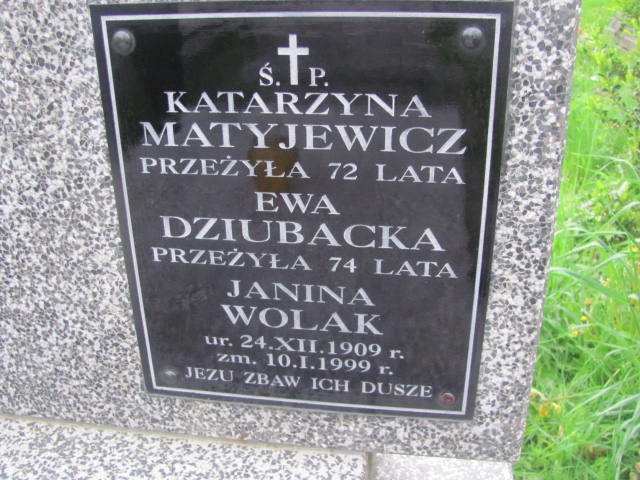 Ś. P.
KATARZYNA
MATYJEWICZ
PRZEŻYŁA 72 LATA
EWA
DZIUBACKA
PRZEŻYŁA 74 LATA
JANINA
WOLAK
ur. 24.XII.1909 r.
zm. 10.I.1999 r.
JEZU ZBAW ICH DUSZE